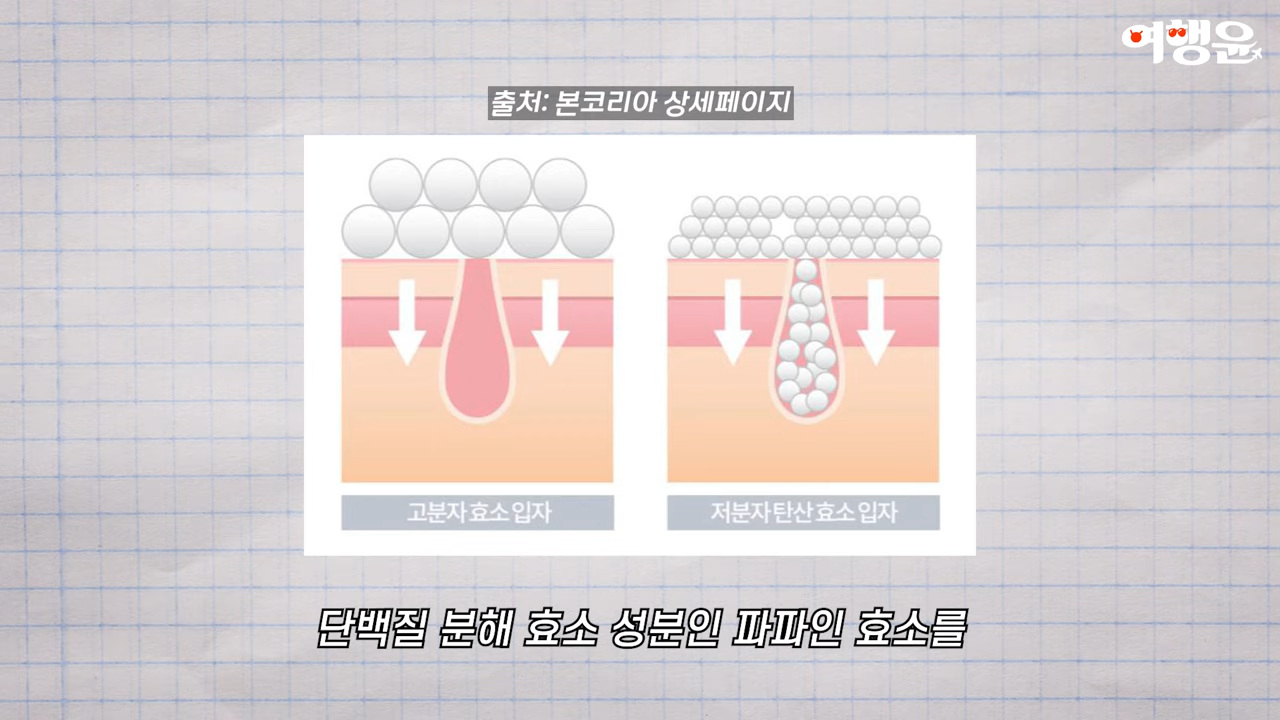 여행윤
출처: 본코리아 상세페이지
고분자 효소 입자
저분자 탄산 효소 입자
단백질 분해 효소 성분인 파파인 효소를